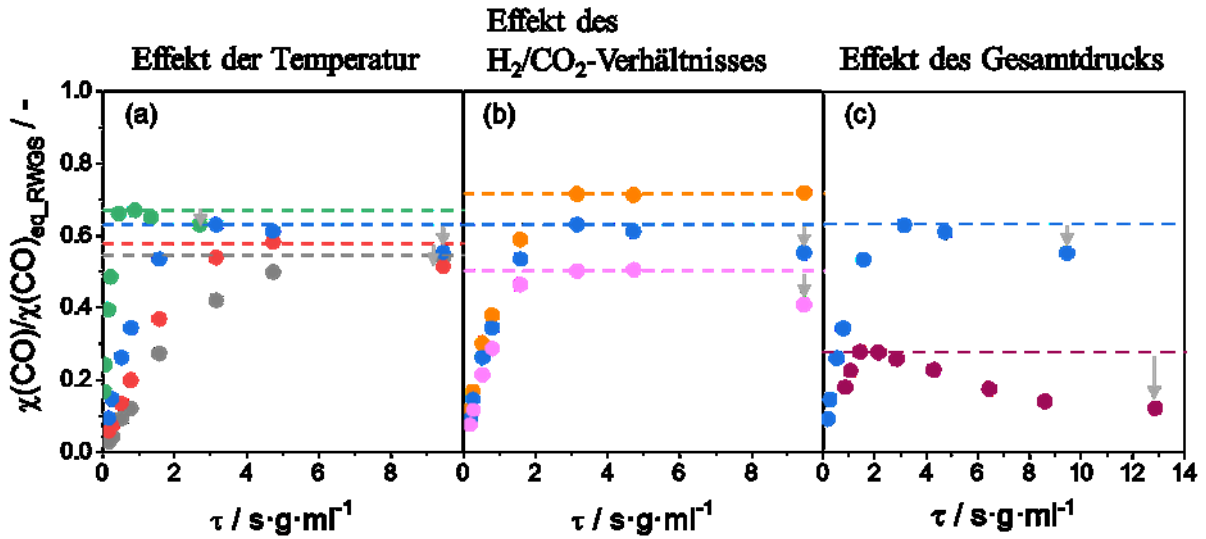 Effekt der Temperatur
Effekt des
H₂/CO₂-Verhältnisses
Effekt des Gesamtdrucks
χ(CO)/χ(CO)eq_RWGS / -
1.0
0.8
0.6
0.4
0.2
0.0
(a)
(b)
(c)
0 2 4 6 8
0 2 4 6 8
0 2 4 6 8 10 12 14
τ / s·g·ml⁻¹
τ / s·g·ml⁻¹
τ / s·g·ml⁻¹